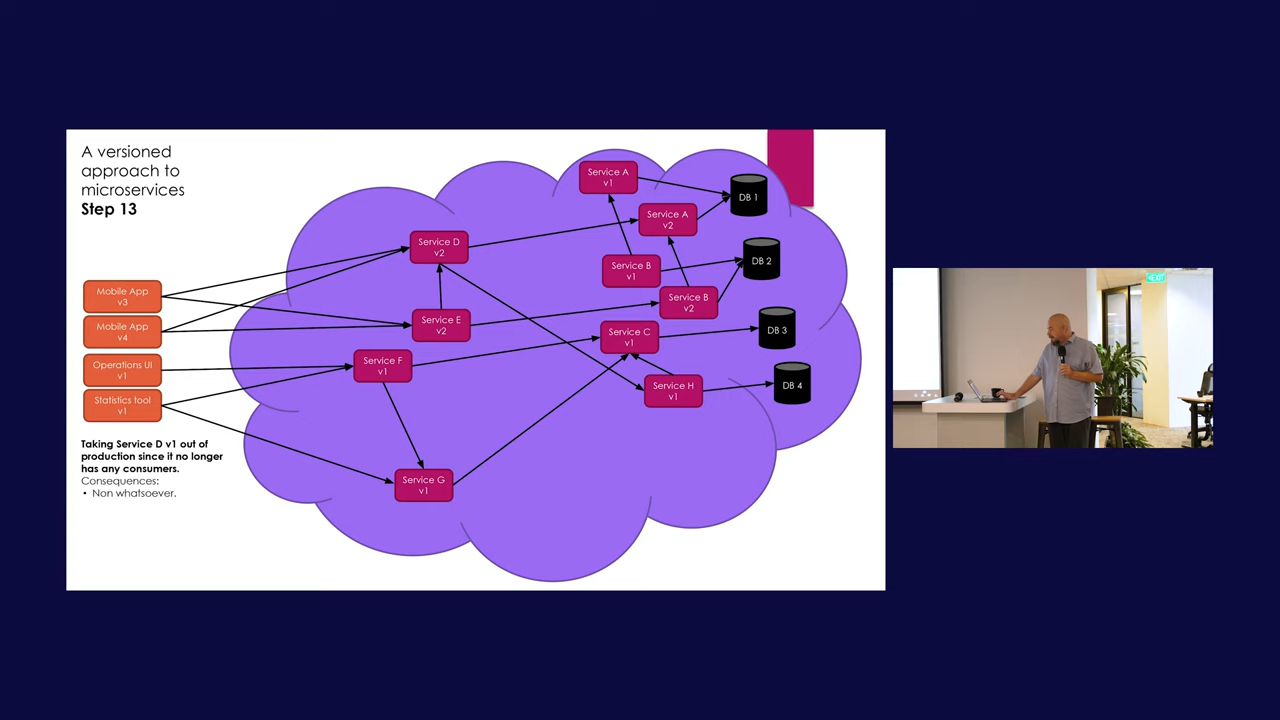 A versioned
approach to
microservices
Step 13
Mobile App
v3
Mobile App
v4
Operations UI
v1
Statistics tool
v1
Taking Service D v1 out of
production since it no longer
has any consumers.
Consequences:
• Non whatsoever.
Service D
v2
Service E
v2
Service F
v1
Service G
v1
Service A
v1
Service A
v2
Service B
v1
Service B
v2
Service C
v1
Service H
v1
DB 1
DB 2
DB 3
DB 4
EXIT